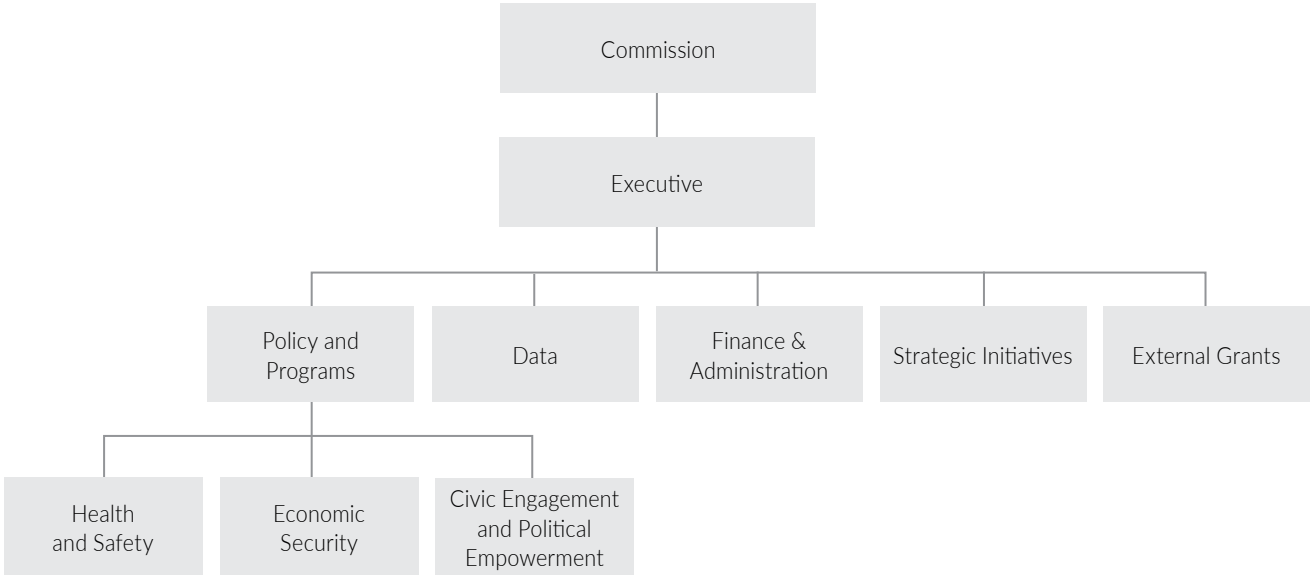 Commission
Executive
Policy and
Programs
Data
Finance &
Administration
Strategic Initiatives
External Grants
Health
and Safety
Economic
Security
Civic Engagement
and Political
Empowerment